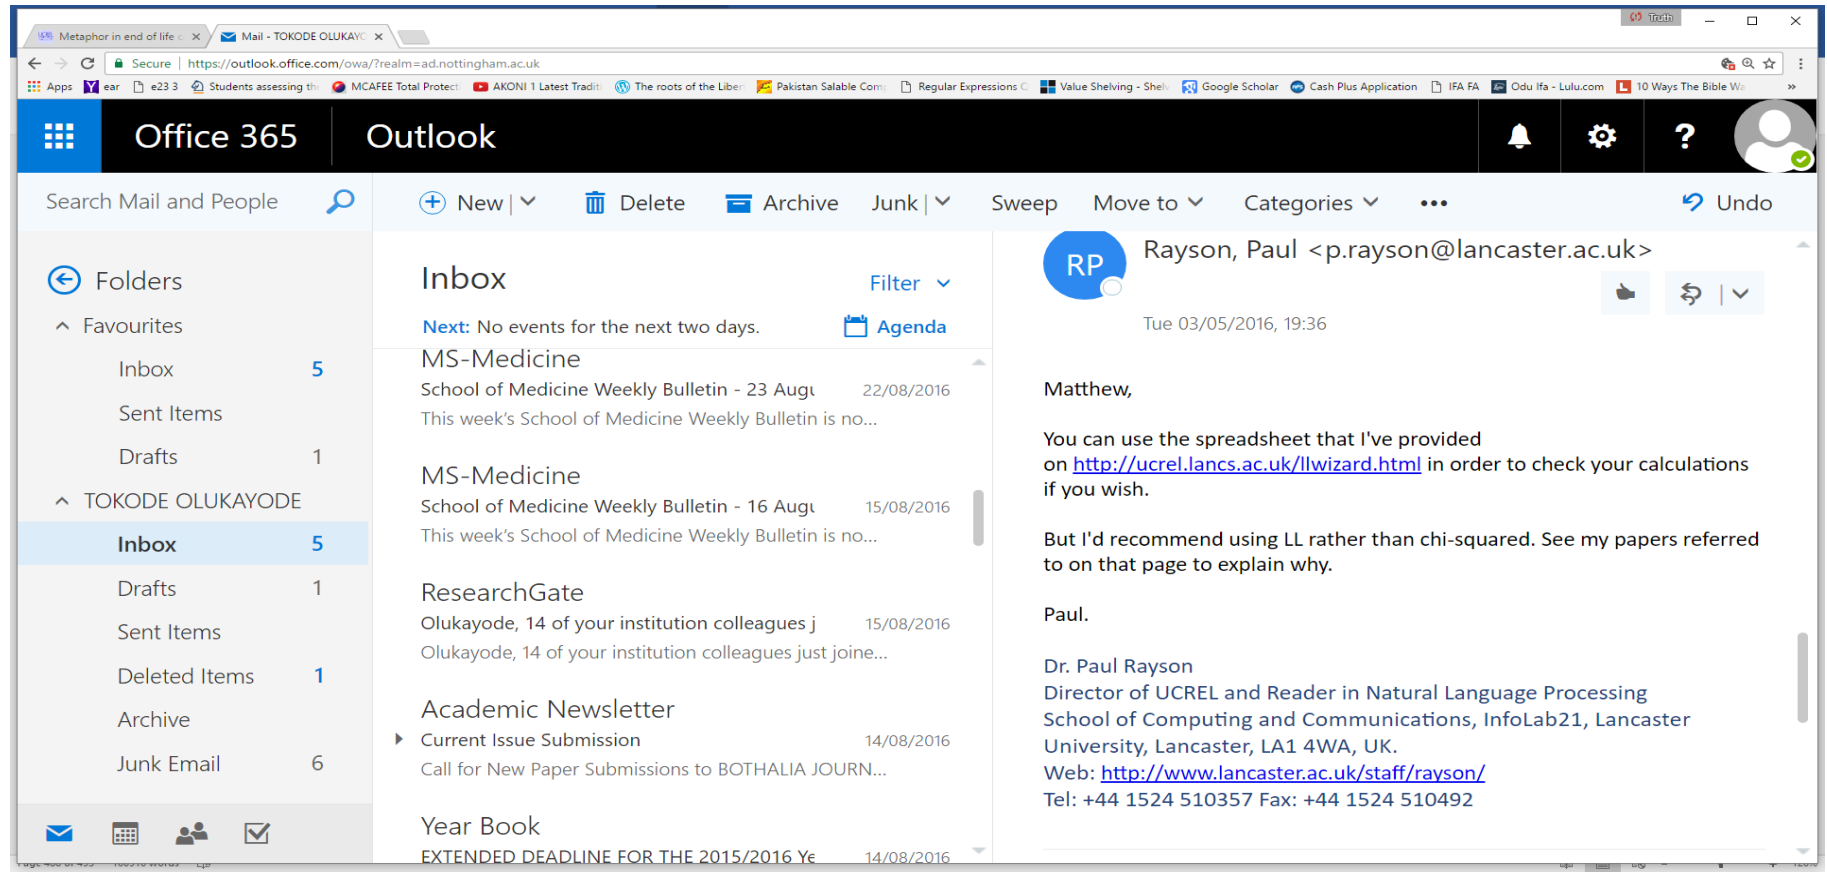 Truth
Metaphor in end of life c
Mail - TOKODE OLUKAYO
Secure | https://outlook.office.com/owa/?realm=ad.nottingham.ac.uk
Apps ear e23 3 Students assessing th MCAFEE Total Protect AKONI 1 Latest Tradit The roots of the Liber Pakistan Salable Com Regular Expressions C Value Shelving - Shel Google Scholar Cash Plus Application IFA FA Odu Ifa - Lulu.com 10 Ways The Bible Wa »
Office 365 Outlook ?
Search Mail and People
New | Delete Archive Junk | Sweep Move to Categories ••• Undo
Folders
Favourites
Inbox 5
Sent Items
Drafts 1
TOKODE OLUKAYODE
Inbox 5
Drafts 1
Sent Items
Deleted Items 1
Archive
Junk Email 6
Inbox
Filter
Next: No events for the next two days. Agenda
MS-Medicine
School of Medicine Weekly Bulletin - 23 Augu 22/08/2016
This week's School of Medicine Weekly Bulletin is no...
MS-Medicine
School of Medicine Weekly Bulletin - 16 Augu 15/08/2016
This week's School of Medicine Weekly Bulletin is no...
ResearchGate
Olukayode, 14 of your institution colleagues j 15/08/2016
Olukayode, 14 of your institution colleagues just joine...
Academic Newsletter
Current Issue Submission 14/08/2016
Call for New Paper Submissions to BOTHALIA JOURN...
Year Book
EXTENDED DEADLINE FOR THE 2015/2016 Ye 14/08/2016
RP
Rayson, Paul <p.rayson@lancaster.ac.uk>
Tue 03/05/2016, 19:36
Matthew,
You can use the spreadsheet that I've provided
on http://ucrel.lancs.ac.uk/llwizard.html in order to check your calculations
if you wish.
But I'd recommend using LL rather than chi-squared. See my papers referred
to on that page to explain why.
Paul.
Dr. Paul Rayson
Director of UCREL and Reader in Natural Language Processing
School of Computing and Communications, InfoLab21, Lancaster
University, Lancaster, LA1 4WA, UK.
Web: http://www.lancaster.ac.uk/staff/rayson/
Tel: +44 1524 510357 Fax: +44 1524 510492